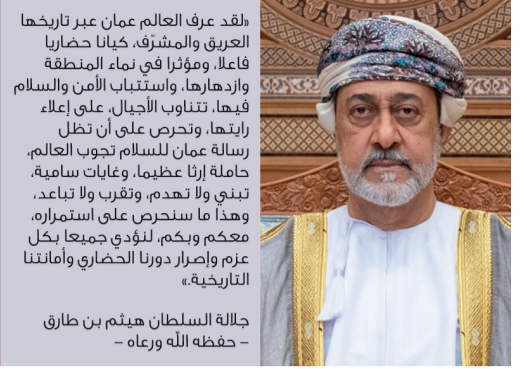 «لقد عرف العالم عمان عبر تاريخها
العريق والمشرّف، كيانا حضاريا
فاعلا، ومؤثرا في نماء المنطقة
وازدهارها، واستتباب الأمن والسلام
فيها، تتناوب الأجيال، على إعلاء
رايتها، وتحرص على أن تظل
رسالة عمان للسلام تجوب العالم،
حاملة إرثا عظيما، وغايات سامية،
تبني ولا تهدم، وتقرب ولا تباعد،
وهذا ما سنحرص على استمراره،
معكم وبكم، لنؤدي جميعا بكل
عزم وإصرار دورنا الحضاري وأمانتنا
التاريخية.»
جلالة السلطان هيثم بن طارق
– حفظه الله ورعاه –